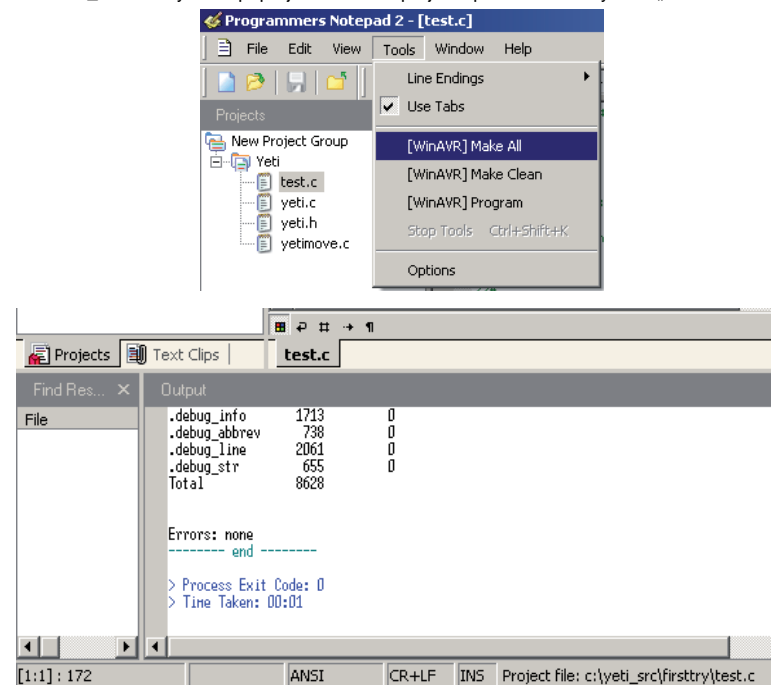 Programmers Notepad 2 - [test.c]
File Edit View Tools Window Help
Line Endings
Use Tabs
Projects
New Project Group
[WinAVR] Make All
Yeti
[WinAVR] Make Clean
test.c
yeti.c
[WinAVR] Program
yeti.h
Stop Tools Ctrl+Shift+K
yetimove.c
Options
Projects Text Clips test.c
Find Res... Output
File
.debug_info 1713 0
.debug_abbrev 738 0
.debug_line 2061 0
.debug_str 655 0
Total 8628
Errors: none
-------- end --------
> Process Exit Code: 0
> Time Taken: 00:01
[1:1] : 172 ANSI CR+LF INS Project file: c:\yeti_src\firsttry\test.c